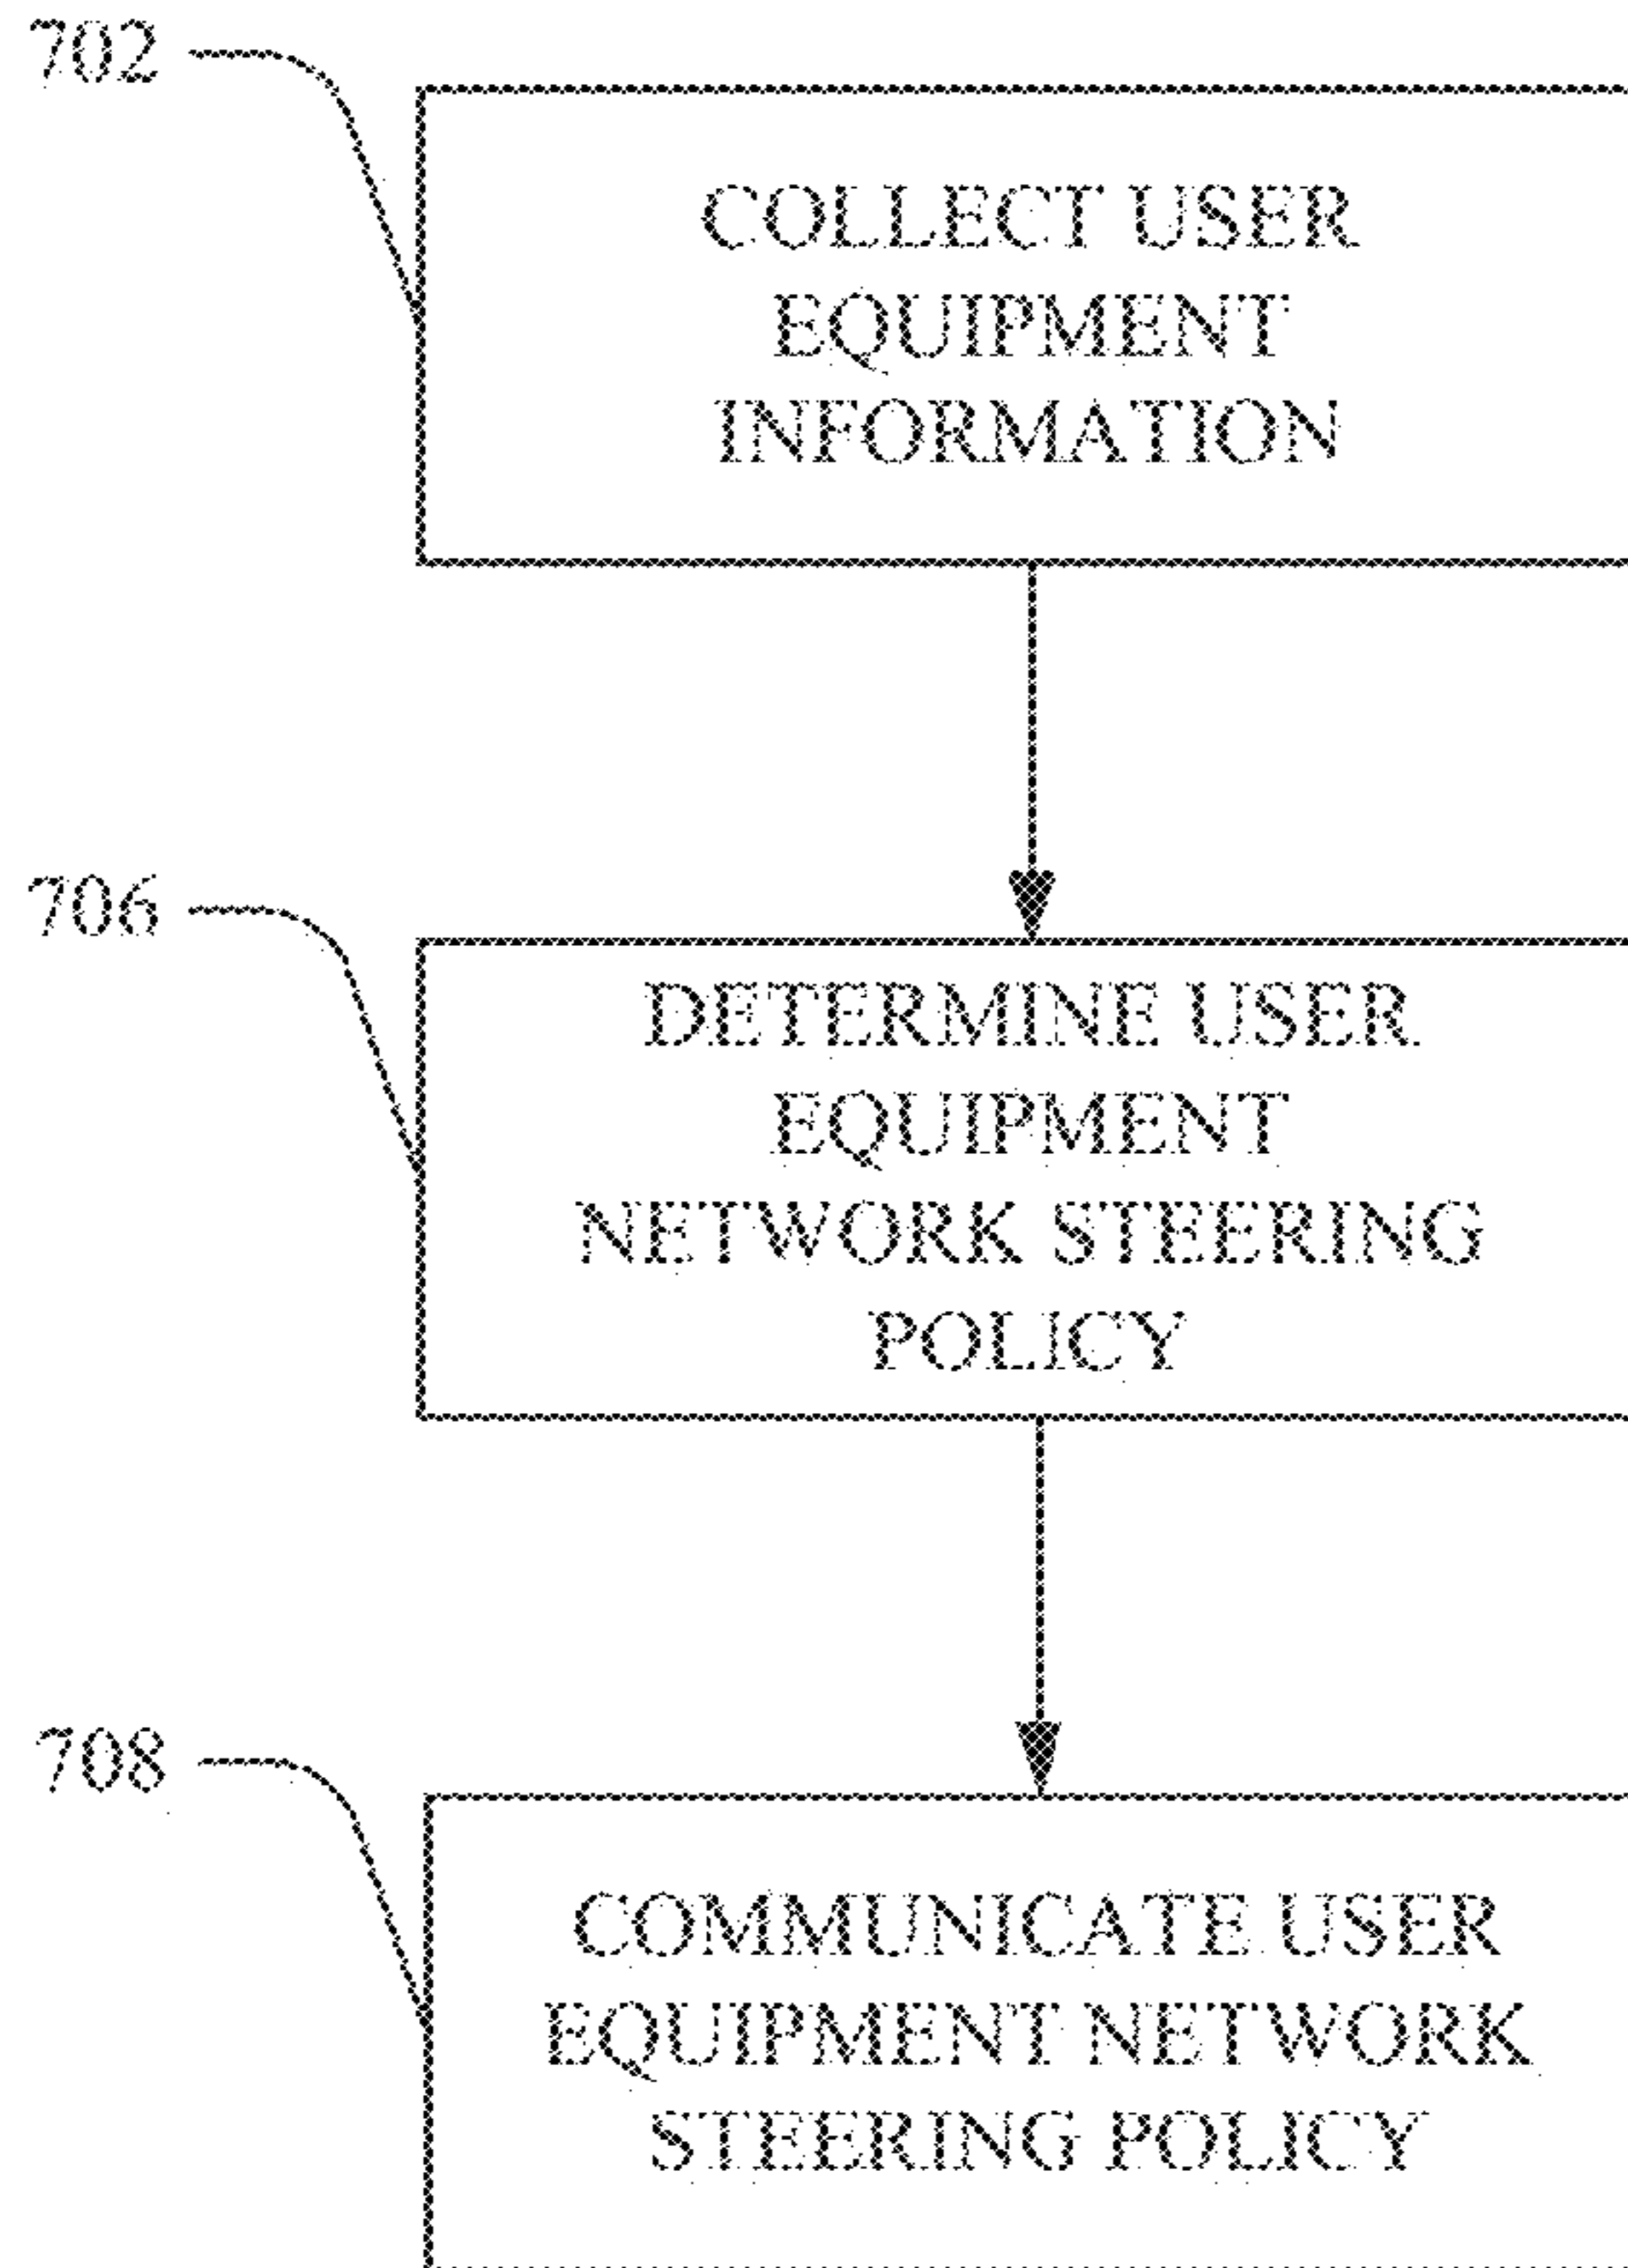 702
COLLECT USER
EQUIPMENT
INFORMATION
706
DETERMINE USER
EQUIPMENT
NETWORK STEERING
POLICY
708
COMMUNICATE USER
EQUIPMENT NETWORK
STEERING POLICY